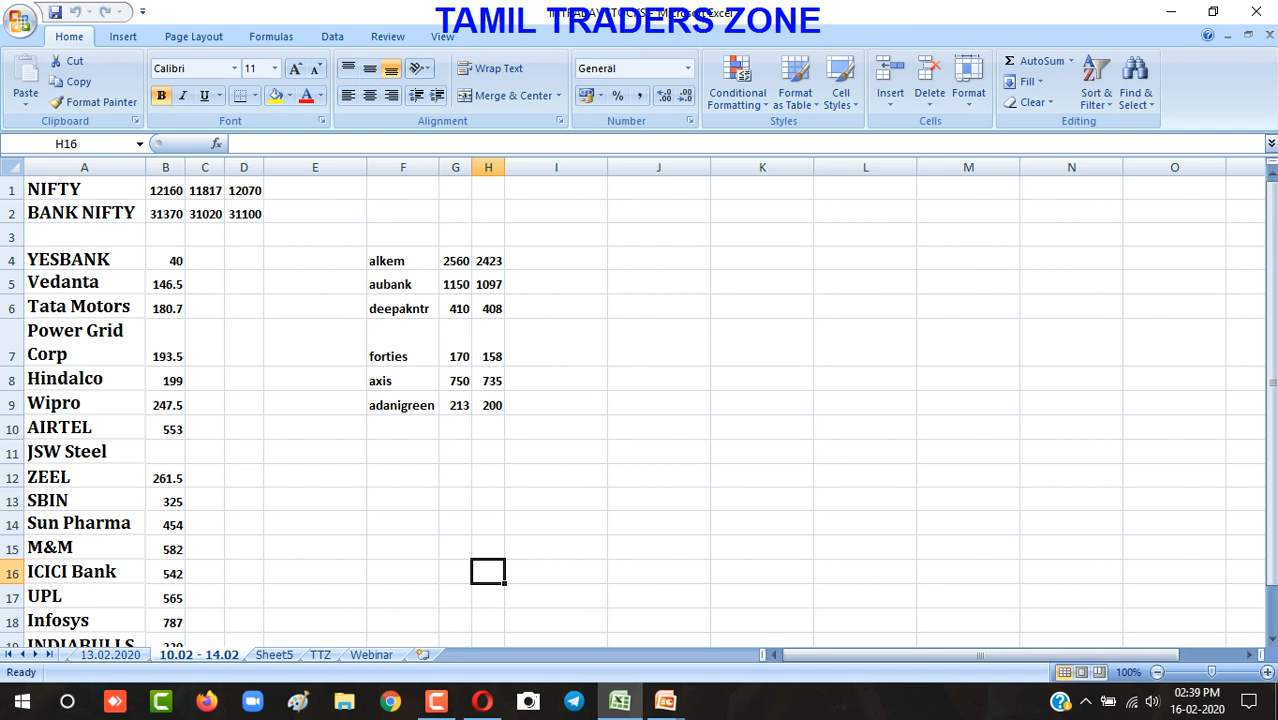 TAMIL TRADERS ZONE
Home Insert Page Layout Formulas Data Review View
Cut
Copy
Format Painter
Paste
Clipboard
Calibri 11
B I U
Font
Wrap Text
Merge & Center
Alignment
General
% ,
Number
Conditional Formatting
Format as Table
Cell Styles
Styles
Insert Delete Format
Cells
Σ AutoSum
Fill
Clear
Sort & Filter
Find & Select
Editing
H16 fx
A B C D E F G H I J K L M N O
1 NIFTY 12160 11817 12070
2 BANK NIFTY 31370 31020 31100
3
4 YESBANK 40 alkem 2560 2423
5 Vedanta 146.5 aubank 1150 1097
6 Tata Motors 180.7 deepakntr 410 408
Power Grid
7 Corp 193.5 forties 170 158
8 Hindalco 199 axis 750 735
9 Wipro 247.5 adanigreen 213 200
10 AIRTEL 553
11 JSW Steel
12 ZEEL 261.5
13 SBIN 325
14 Sun Pharma 454
15 M&M 582
16 ICICI Bank 542
17 UPL 565
18 Infosys 787
INDIABULLS
13.02.2020 10.02 - 14.02 Sheet5 TTZ Webinar
Ready 100%
02:39 PM
16-02-2020